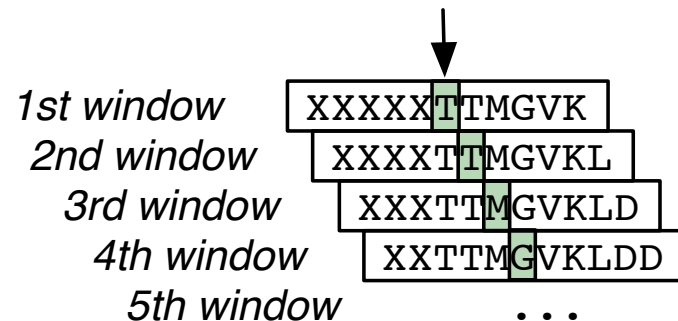 1st window XXXXXTTMGVK
2nd window XXXXTTMGVKL
3rd window XXXTTMGVKLD
4th window XXTTMGVKLDD
5th window ...